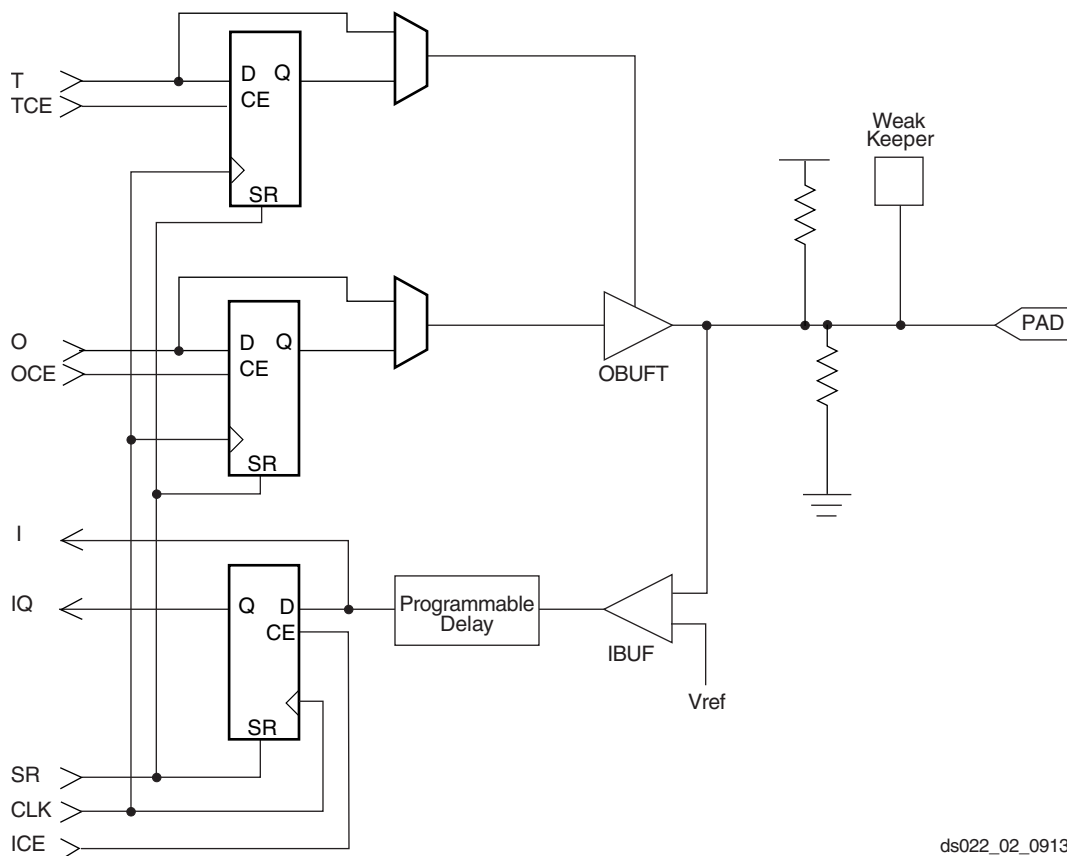 T
TCE
D Q
CE
SR
Weak
Keeper
O
OCE
D Q
CE
SR
OBUFT
PAD
I
IQ
Q D
CE
SR
Programmable
Delay
IBUF
Vref
SR
CLK
ICE
ds022_02_0913